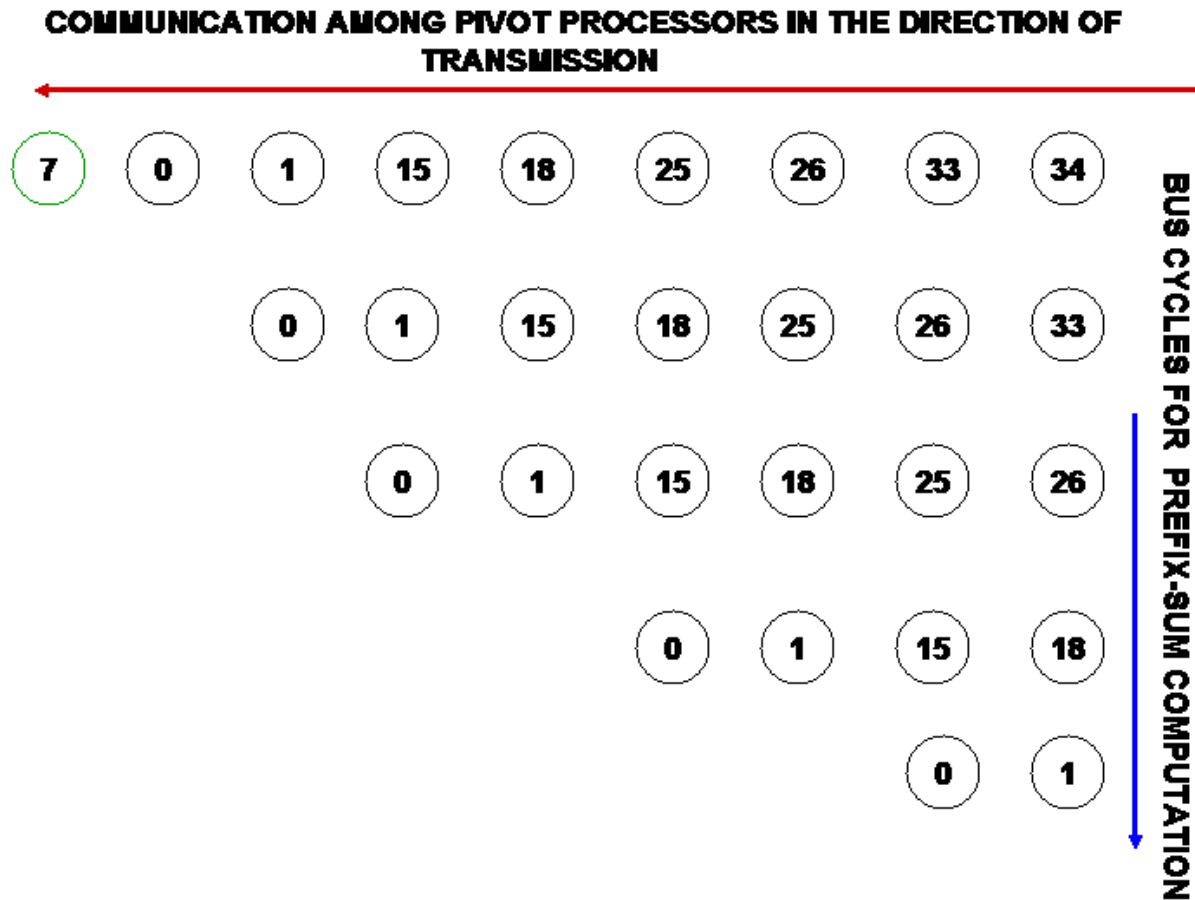 COMMUNICATION AMONG PIVOT PROCESSORS IN THE DIRECTION OF
TRANSMISSION
7 0 1 15 18 25 26 33 34
0 1 15 18 25 26 33
0 1 15 18 25 26
0 1 15 18
0 1
BUS CYCLES FOR PREFIX-SUM COMPUTATION